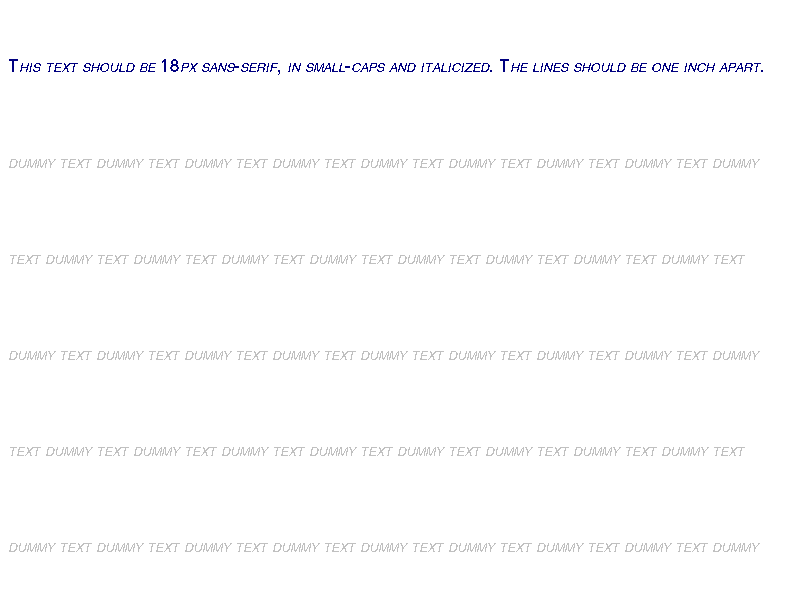 This text should be 18px sans-serif, in small-caps and italicized. The lines should be one inch apart.
dummy text dummy text dummy text dummy text dummy text dummy text dummy text dummy text dummy
text dummy text dummy text dummy text dummy text dummy text dummy text dummy text dummy text
dummy text dummy text dummy text dummy text dummy text dummy text dummy text dummy text dummy
text dummy text dummy text dummy text dummy text dummy text dummy text dummy text dummy text
dummy text dummy text dummy text dummy text dummy text dummy text dummy text dummy text dummy